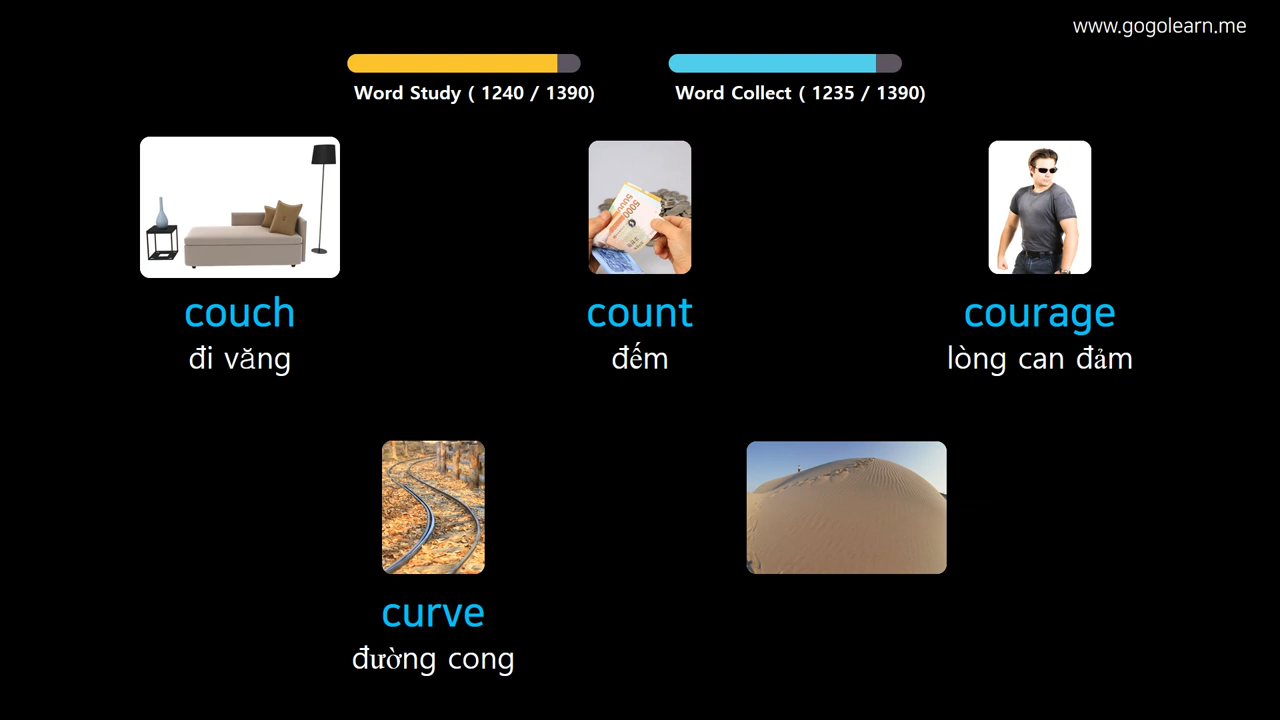 www.gogolearn.me
Word Study ( 1240 / 1390)
Word Collect ( 1235 / 1390)
couch
đi văng
count
đếm
courage
lòng can đảm
curve
đường cong